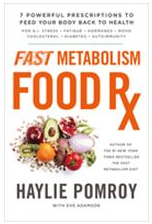 7 POWERFUL PRESCRIPTIONS TO
FEED YOUR BODY BACK TO HEALTH
FOR G.I. STRESS • FATIGUE • HORMONES • MOOD
CHOLESTEROL • DIABETES • AUTOIMMUNITY
FAST METABOLISM
FOOD Rx
AUTHOR OF
THE #1 NEW YORK
TIMES BESTSELLER
THE FAST
METABOLISM DIET
HAYLIE POMROY
WITH EVE ADAMSON